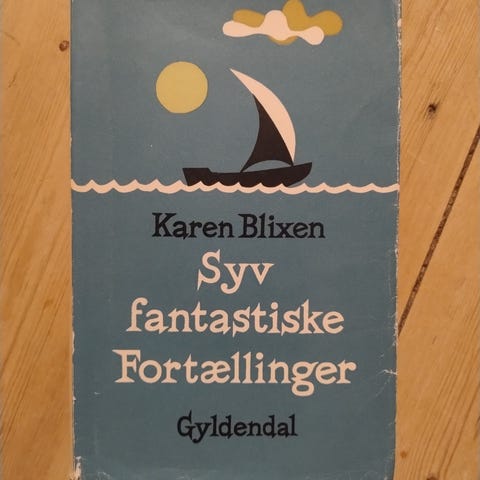 Karen Blixen
Syv
fantastiske
Fortællinger
Gyldendal